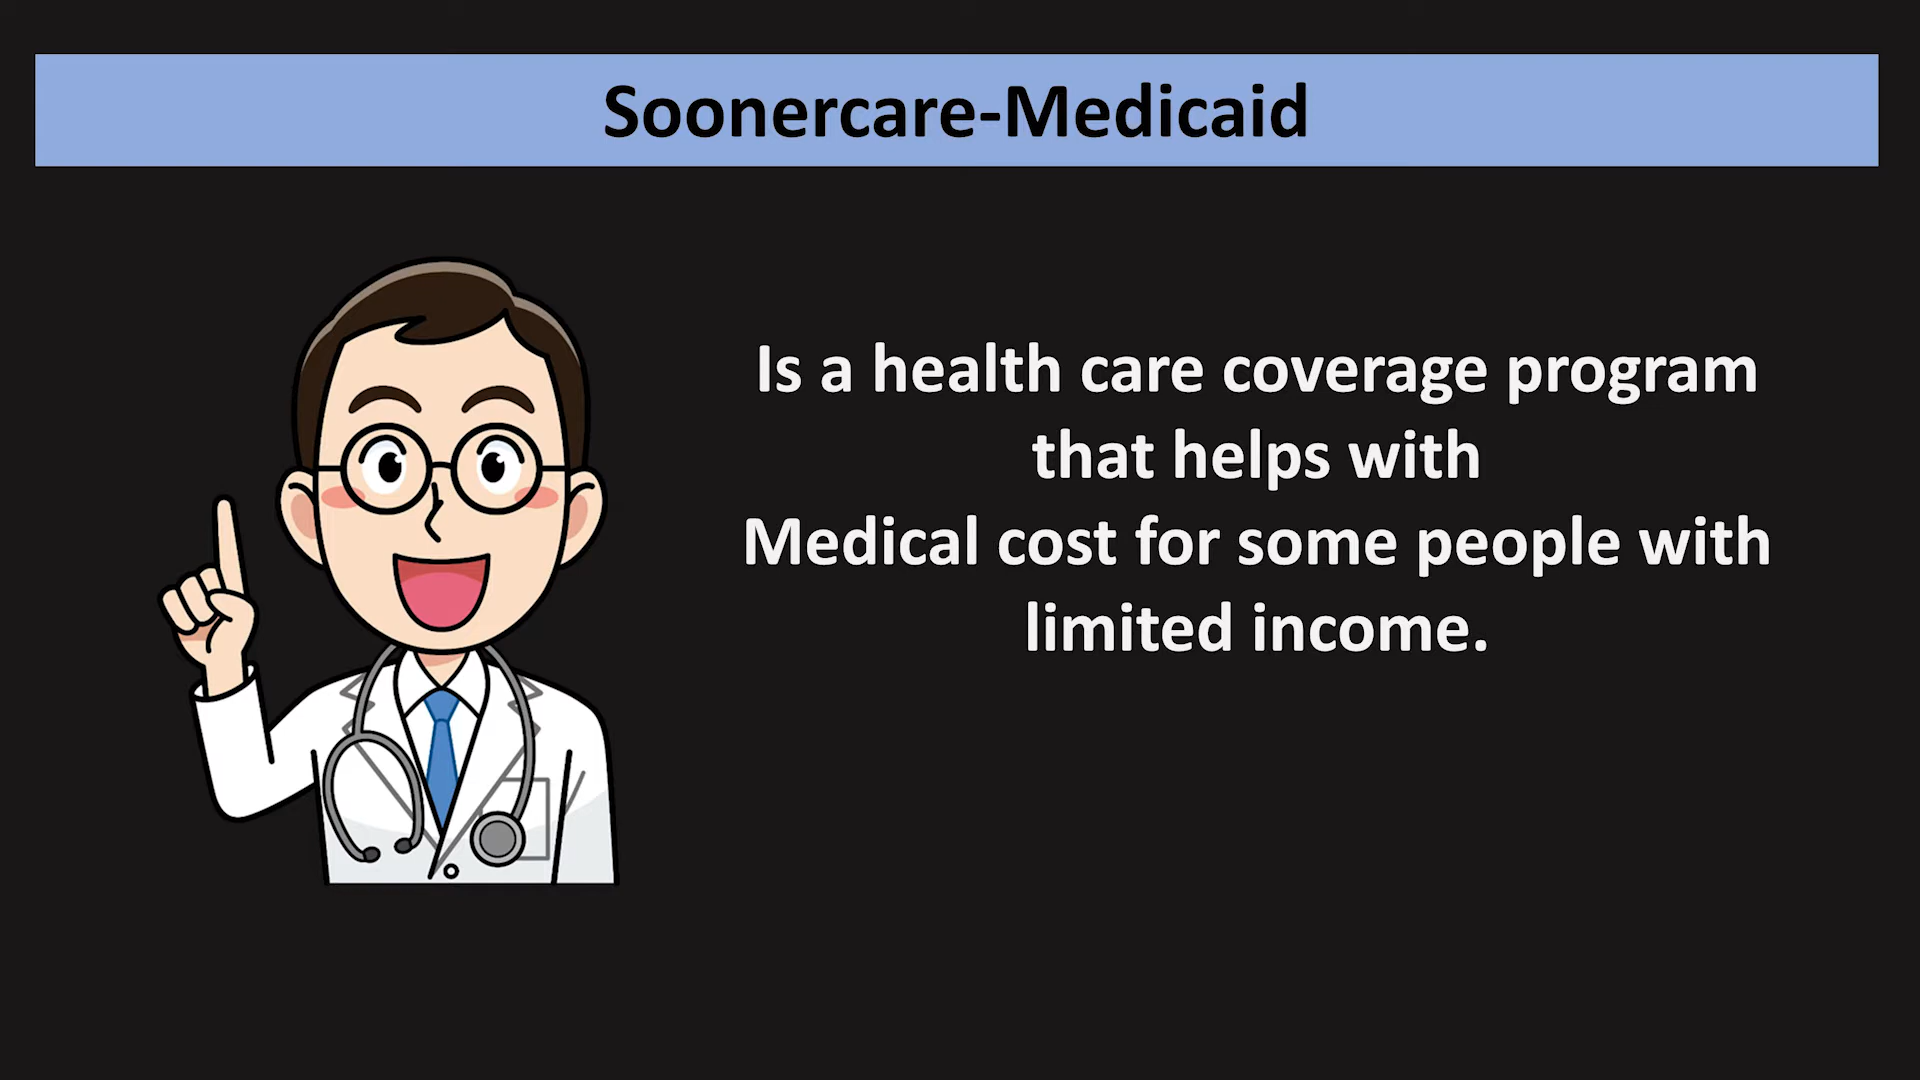 Soonercare-Medicaid
Is a health care coverage program
that helps with
Medical cost for some people with
limited income.